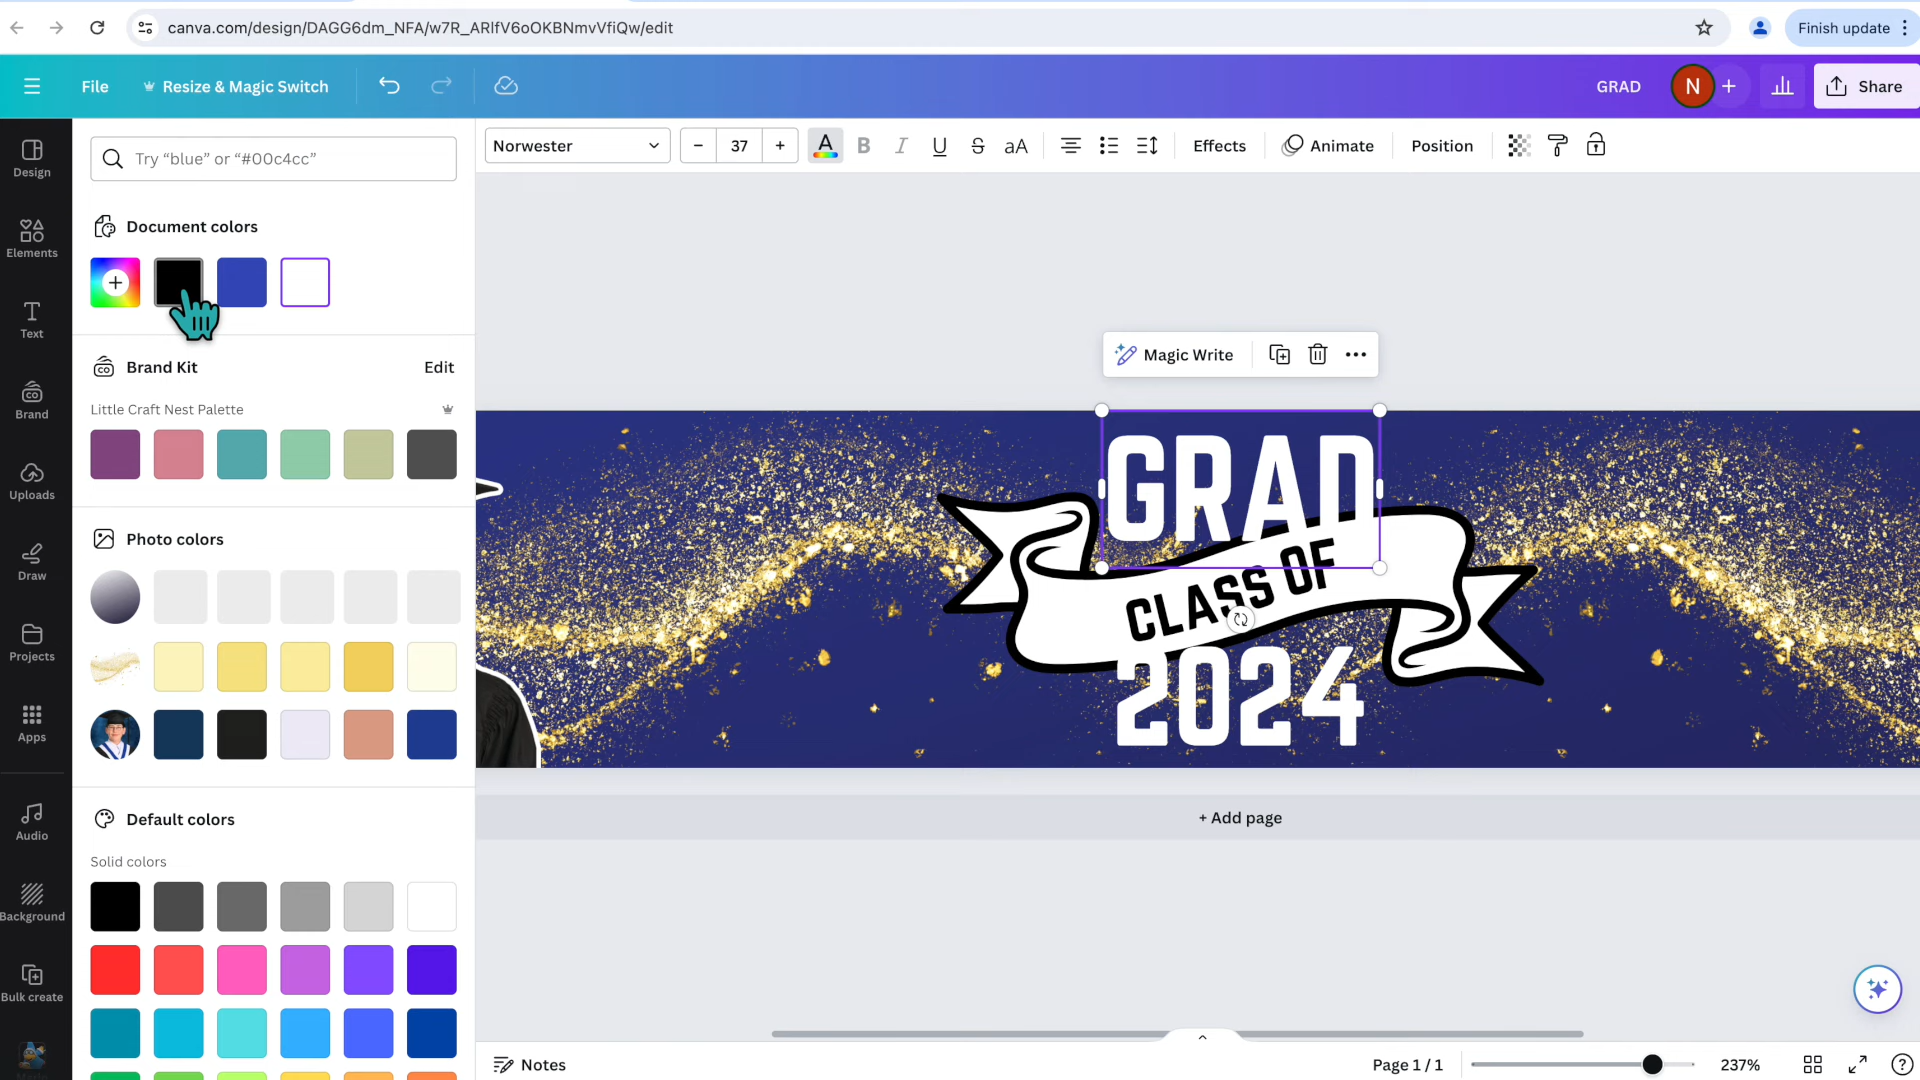 canva.com/design/DAGG6dm_NFA/w7R_ARlfV6oOKBNmvVfiQw/edit
Finish update
File
Resize & Magic Switch
GRAD
N
Share
Try “blue” or “#00c4cc”
Norwester
37
A
B
I
U
S
aA
Effects
Animate
Position
Design
Elements
Text
Brand
Uploads
Draw
Projects
Apps
Audio
Background
Bulk create
Document colors
Brand Kit
Edit
Little Craft Nest Palette
Photo colors
Default colors
Solid colors
Magic Write
GRAD
CLASS OF
2024
+ Add page
Notes
Page 1 / 1
237%